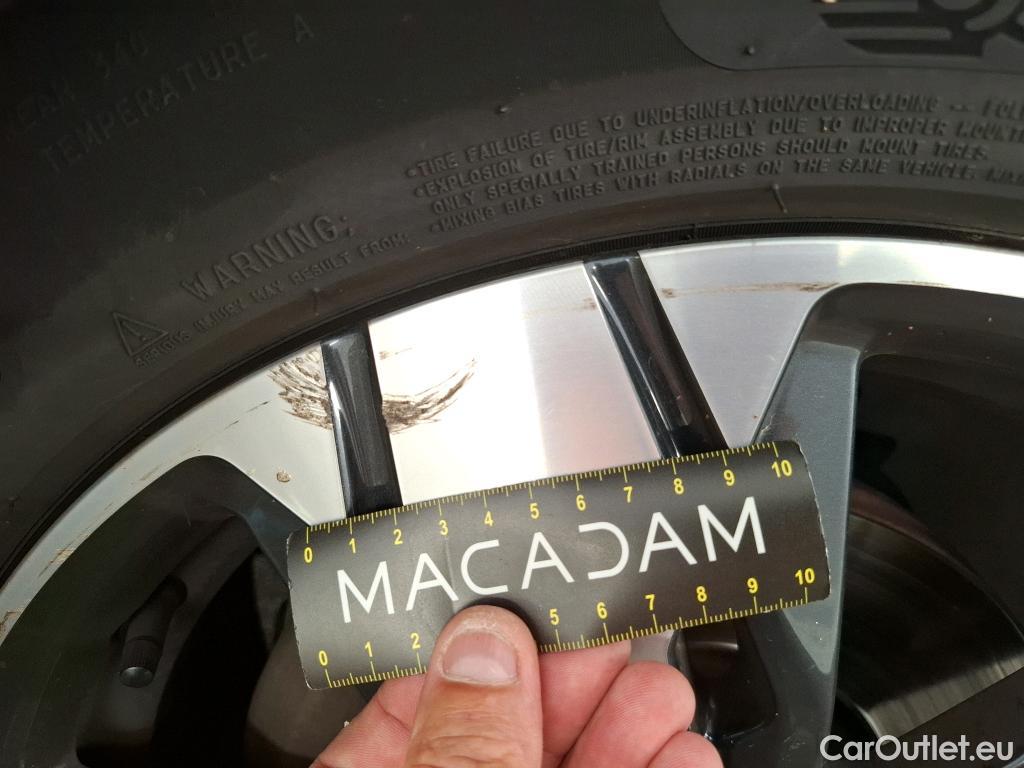 TEMPERATURE A
•TIRE FAILURE DUE TO UNDERINFLATION/OVERLOADING -- FOL
•EXPLOSION OF TIRE/RIM ASSEMBLY DUE TO IMPROPER MOUNTI
ONLY SPECIALLY TRAINED PERSONS SHOULD MOUNT TIRES.
•MIXING BIAS TIRES WITH RADIALS ON THE SAME VEHICLE
WARNING:
SERIOUS INJURY MAY RESULT FROM:
0 1 2 3 4 5 6 7 8 9 10
MACADAM
0 1 2 5 6 7 8 9 10
CarOutlet.eu